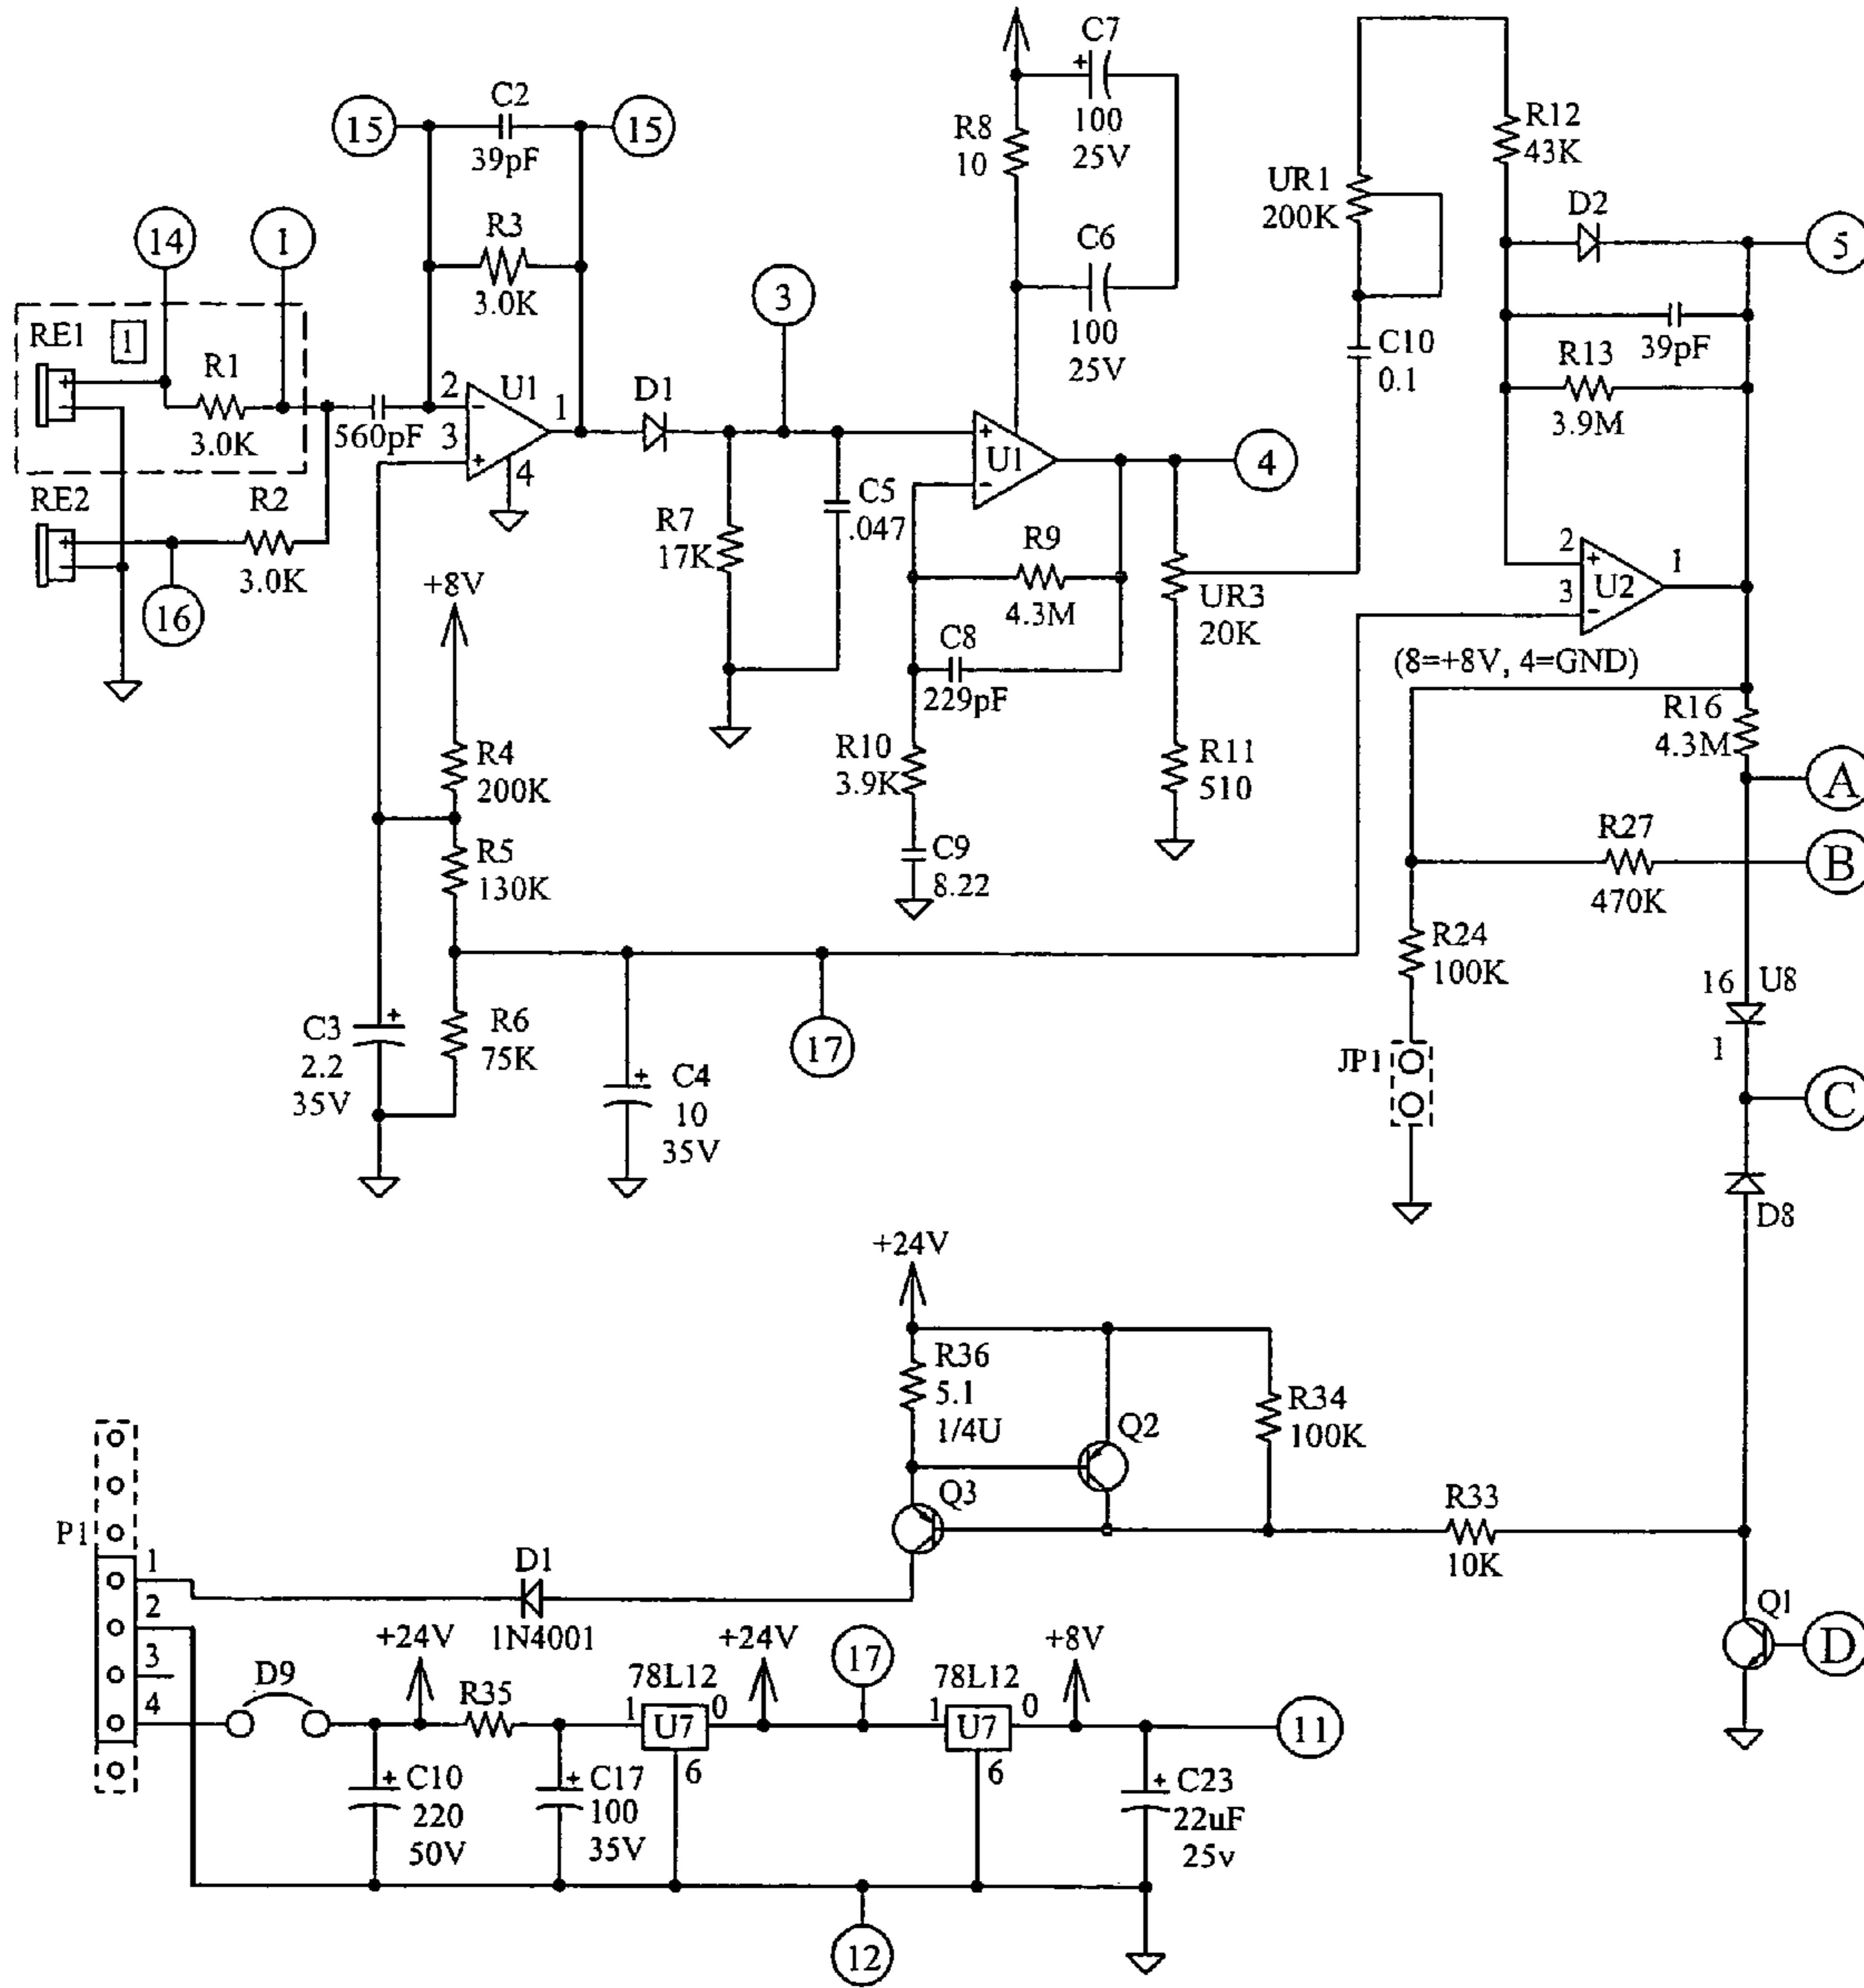 C7
+
100
25V
C2
39pF
15
15
R8
10
R12
43K
UR1
200K
D2
5
14
1
R3
3.0K
C6
100
25V
3
RE1
1
R1
3.0K
C10
0.1
39pF
R13
3.9M
2
-
U1
1
3
+
4
560pF
D1
+
U1
-
4
RE2
R2
3.0K
16
R7
17K
C5
.047
R9
4.3M
UR3
20K
2
+
U2
1
3
-
+8V
C8
229pF
(8=+8V, 4=GND)
R16
4.3M
R4
200K
R10
3.9K
R11
510
A
R5
130K
C9
8.22
R27
470K
B
R24
100K
16
U8
1
C3
+
2.2
35V
R6
75K
C4
+
10
35V
17
JP1
C
D8
+24V
R36
5.1
1/4U
Q2
R34
100K
Q3
R33
10K
P1
1
2
3
4
D1
1N4001
Q1
D
+24V
D9
R35
78L12
1
U7
0
6
+24V
17
78L12
1
U7
0
6
+8V
11
+
C10
220
50V
+
C17
100
35V
+
C23
22uF
25v
12